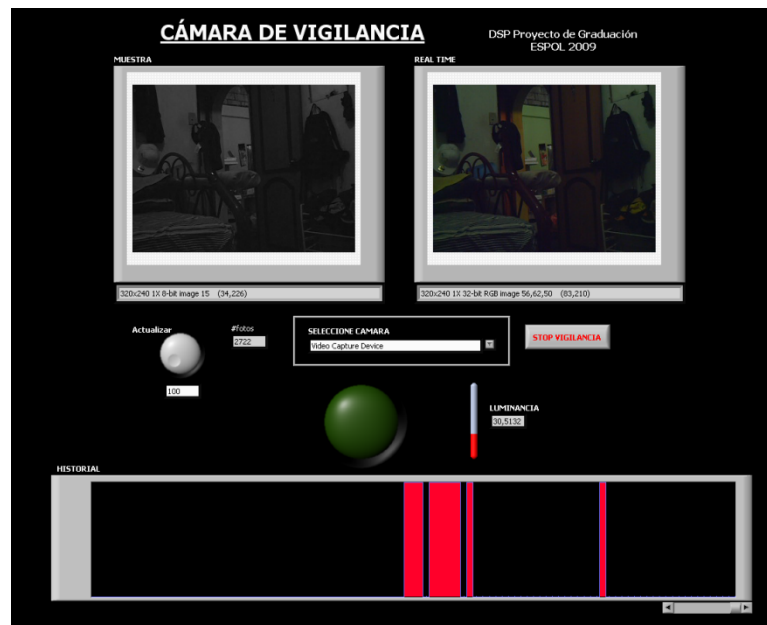 CÁMARA DE VIGILANCIA
DSP Proyecto de Graduación
ESPOL 2009
MUESTRA
REAL TIME
320x240 1X 8-bit image 15 (34,226)
320x240 1X 32-bit RGB image 56,62,50 (83,210)
Actualizar
#fotos
2722
SELECCIONE CAMARA
Video Capture Device
STOP VIGILANCIA
100
LUMINANCIA
30,5132
HISTORIAL